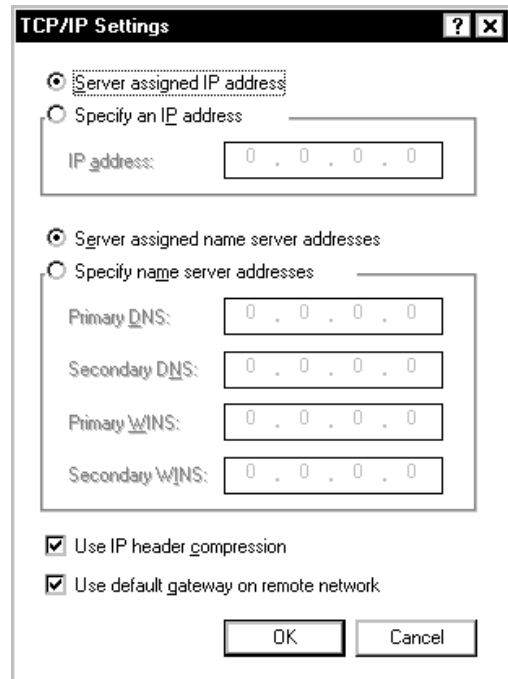 TCP/IP Settings ? X
Server assigned IP address
Specify an IP address
IP address: 0 . 0 . 0 . 0
Server assigned name server addresses
Specify name server addresses
Primary DNS: 0 . 0 . 0 . 0
Secondary DNS: 0 . 0 . 0 . 0
Primary WINS: 0 . 0 . 0 . 0
Secondary WINS: 0 . 0 . 0 . 0
Use IP header compression
Use default gateway on remote network
OK Cancel